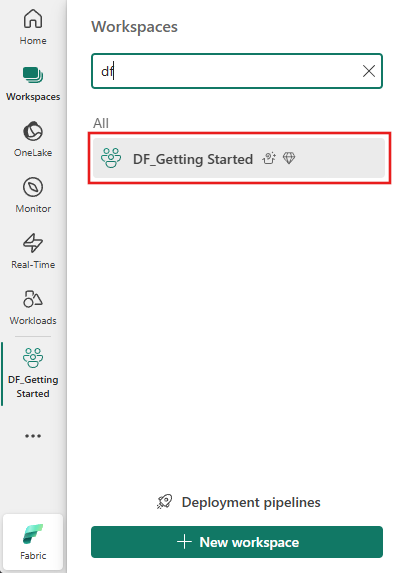 Home
Workspaces
OneLake
Monitor
Real-Time
Workloads
DF_Getting
Started
Fabric
Workspaces
df
All
DF_Getting Started
Deployment pipelines
New workspace